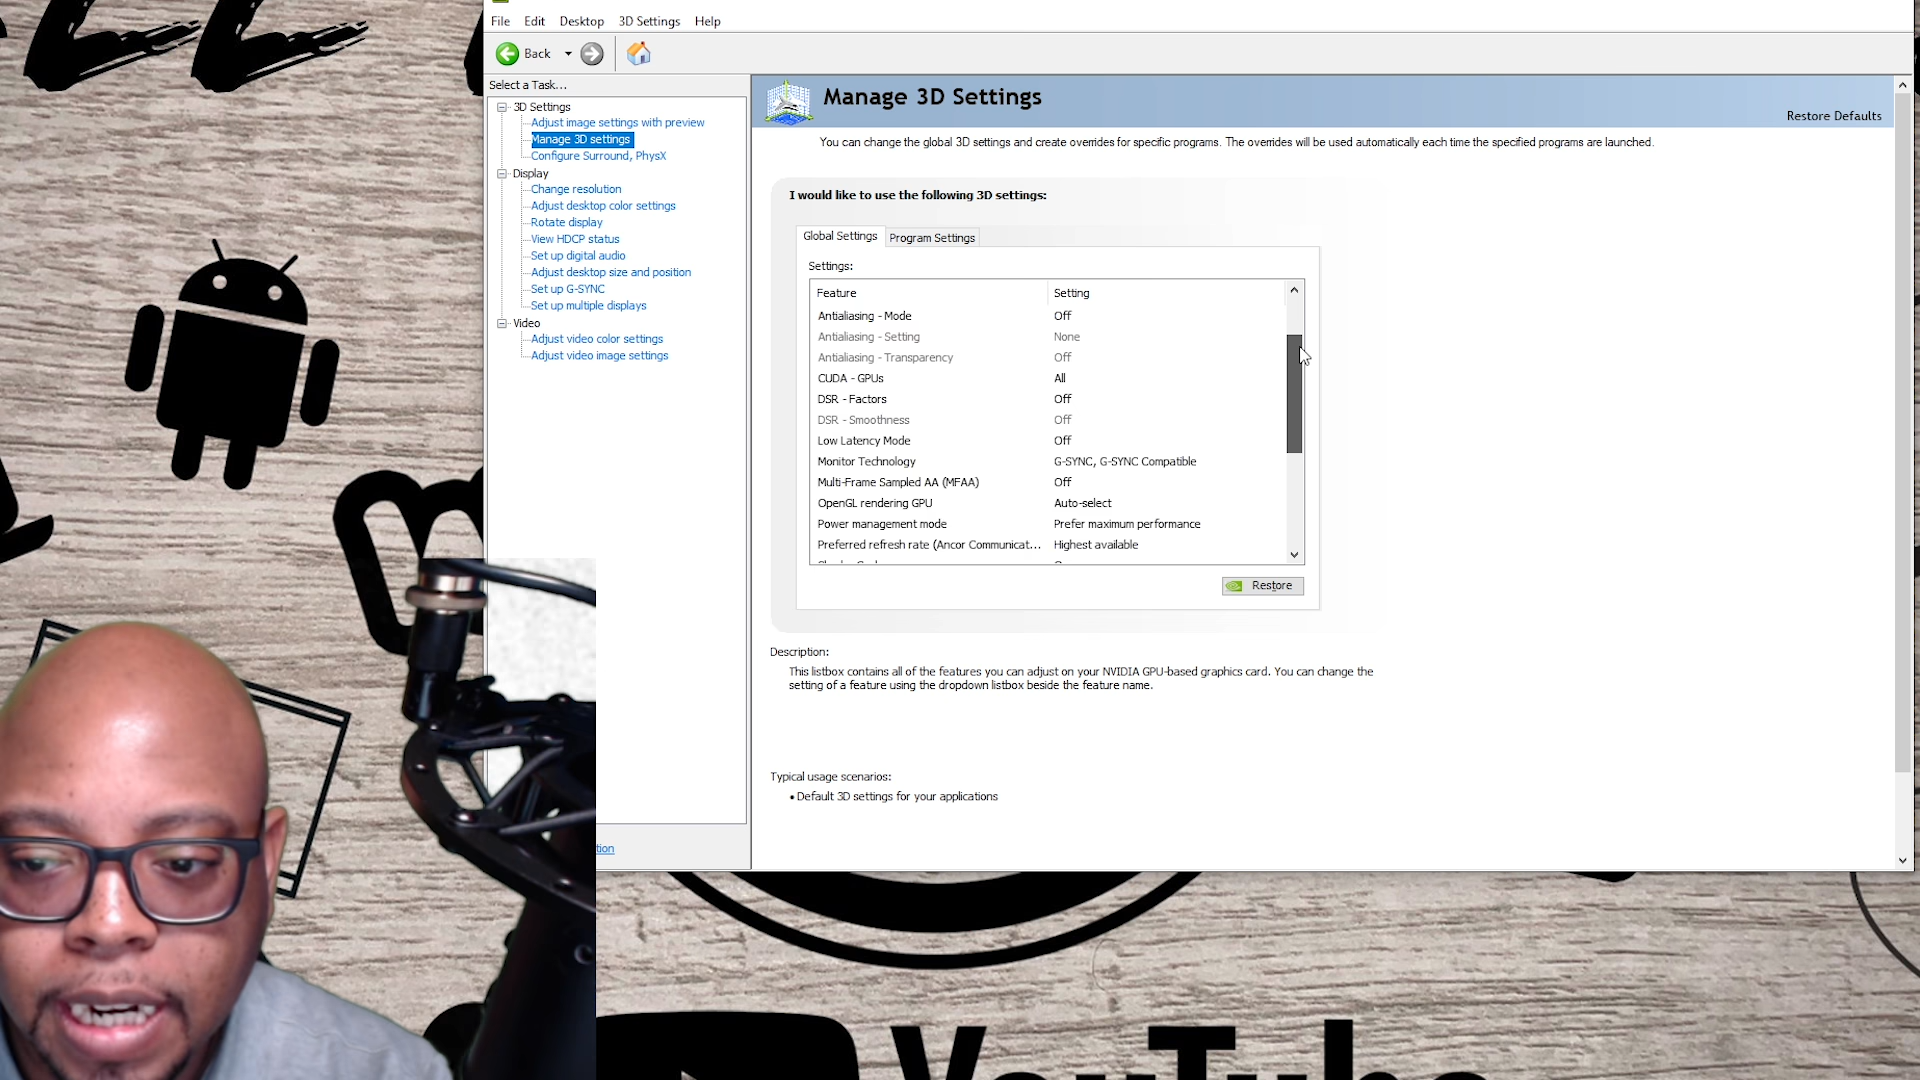 File Edit Desktop 3D Settings Help
Back
Select a Task...
3D Settings
Adjust image settings with preview
Manage 3D settings
Configure Surround, PhysX
Display
Change resolution
Adjust desktop color settings
Rotate display
View HDCP status
Set up digital audio
Adjust desktop size and position
Set up G-SYNC
Set up multiple displays
Video
Adjust video color settings
Adjust video image settings
tion
Manage 3D Settings
Restore Defaults
You can change the global 3D settings and create overrides for specific programs. The overrides will be used automatically each time the specified programs are launched.
I would like to use the following 3D settings:
Global Settings Program Settings
Settings:
Feature Setting
Antialiasing - Mode Off
Antialiasing - Setting None
Antialiasing - Transparency Off
CUDA - GPUs All
DSR - Factors Off
DSR - Smoothness Off
Low Latency Mode Off
Monitor Technology G-SYNC, G-SYNC Compatible
Multi-Frame Sampled AA (MFAA) Off
OpenGL rendering GPU Auto-select
Power management mode Prefer maximum performance
Preferred refresh rate (Ancor Communicat... Highest available
Restore
Description:
This listbox contains all of the features you can adjust on your NVIDIA GPU-based graphics card. You can change the
setting of a feature using the dropdown listbox beside the feature name.
Typical usage scenarios:
• Default 3D settings for your applications
YouTube